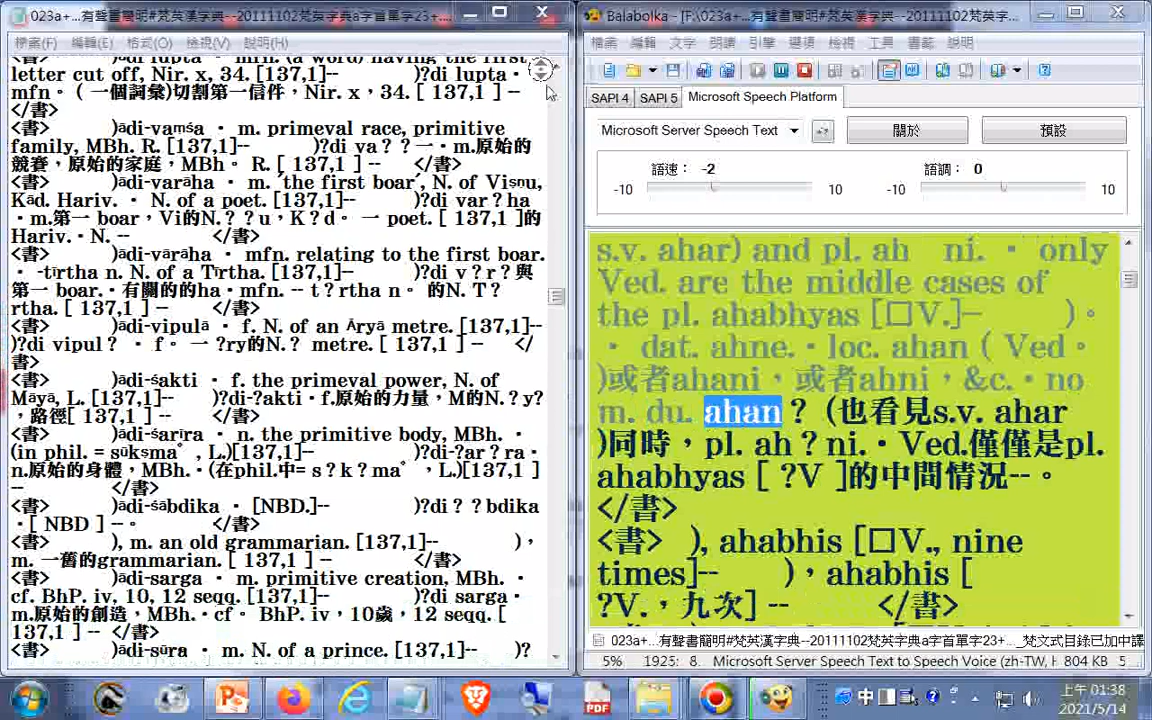 023a+...有聲書簡明#梵英漢字典--20111102梵英字典a字首單字23+...
檔案(F) 編輯(E) 格式(O) 檢視(V) 說明(H)
letter cut off, Nir. x, 34. [137,1]-- )?di lupta・
mfn。 ( 一個詞彙)切割第一信件，Nir. x，34. [ 137,1 ] --
</書>
<書> )ādi-vaṃśa ・ m. primeval race, primitive
family, MBh. R. [137,1]-- )?di va? ? 一・m.原始的
競賽，原始的家庭，MBh。 R. [ 137,1 ] -- </書>
<書> )ādi-varāha ・ m. 'the first boar', N. of Viṣṇu,
Kād. Hariv. ・ N. of a poet. [137,1]-- )?di var?ha
・m.第一 boar，Vi的N.? ?u，K?d。 一 poet. [ 137,1 ]的
Hariv.・N. -- </書>
<書> )ādi-vārāha ・ mfn. relating to the first boar.
・ -tīrtha n. N. of a Tīrtha. [137,1]-- )?di v?r?與
第一 boar.・有關的的ha・mfn. -- t?rtha n。 的N. T?
rtha. [ 137,1 ] -- </書>
<書> )ādi-vipulā ・ f. N. of an Āryā metre. [137,1]--
)?di vipul? ・ f。 一 ?ry的N.? metre. [ 137,1 ] -- </
書>
<書> )ādi-śakti ・ f. the primeval power, N. of
Māyā, L. [137,1]-- )?di-?akti・f.原始的力量，M的N.?y?
，路徑[ 137,1 ] -- </書>
<書> )ādi-śarīra ・ n. the primitive body, MBh. ・
(in phil. = sūkṣma°, L.)[137,1]-- )?di-?ar?ra・
n.原始的身體，MBh.・(在phil.中= s?k?ma°，L.)[137,1 ]
-- </書>
<書> )ādi-śābdika ・ [NBD.]-- )?di ? ?bdika
・[ NBD ] --。 </書>
<書> ), m. an old grammarian. [137,1]-- )，
m. 一舊的grammarian. [ 137,1 ] -- </書>
<書> )ādi-sarga ・ m. primitive creation, MBh. ・
cf. BhP. iv, 10, 12 seqq. [137,1]-- )?di sarga・
m.原始的創造，MBh.・cf。 BhP. iv，10歲，12 seqq. [
137,1 ] -- </書>
<書> )ādi-sūra ・ m. N. of a prince. [137,1]-- )?
Balabolka - [F:\023a+...有聲書簡明#梵英漢字典--20111102梵英字...
檔案 編輯 文字 朗讀 引擎 選項 檢視 工具 書籤 說明
SAPI 4 SAPI 5 Microsoft Speech Platform
Microsoft Server Speech Text 關於 預設
語速： -2 語調： 0
-10 10 -10 10
s.v. ahar) and pl. ah ni. ・ only
Ved. are the middle cases of
the pl. ahabhyas [□V.]-- )。
・ dat. ahne.・loc. ahan ( Ved。
)或者ahani，或者ahni，&c.・no
m. du. ahan ? (也看見s.v. ahar
)同時，pl. ah ? ni.・Ved.僅僅是pl.
ahabhyas [ ?V ]的中間情況--。
</書>
<書> ), ahabhis [□V., nine
times]-- )，ahabhis [
?V.，九次] -- </書>
023a+...有聲書簡明#梵英漢字典--20111102梵英字典a字首單字23+..._梵文式目錄已加中譯
5% 1925: 8. Microsoft Server Speech Text to Speech Voice (zh-TW, H 804 KB 5
中
上午 01:38
2021/5/14